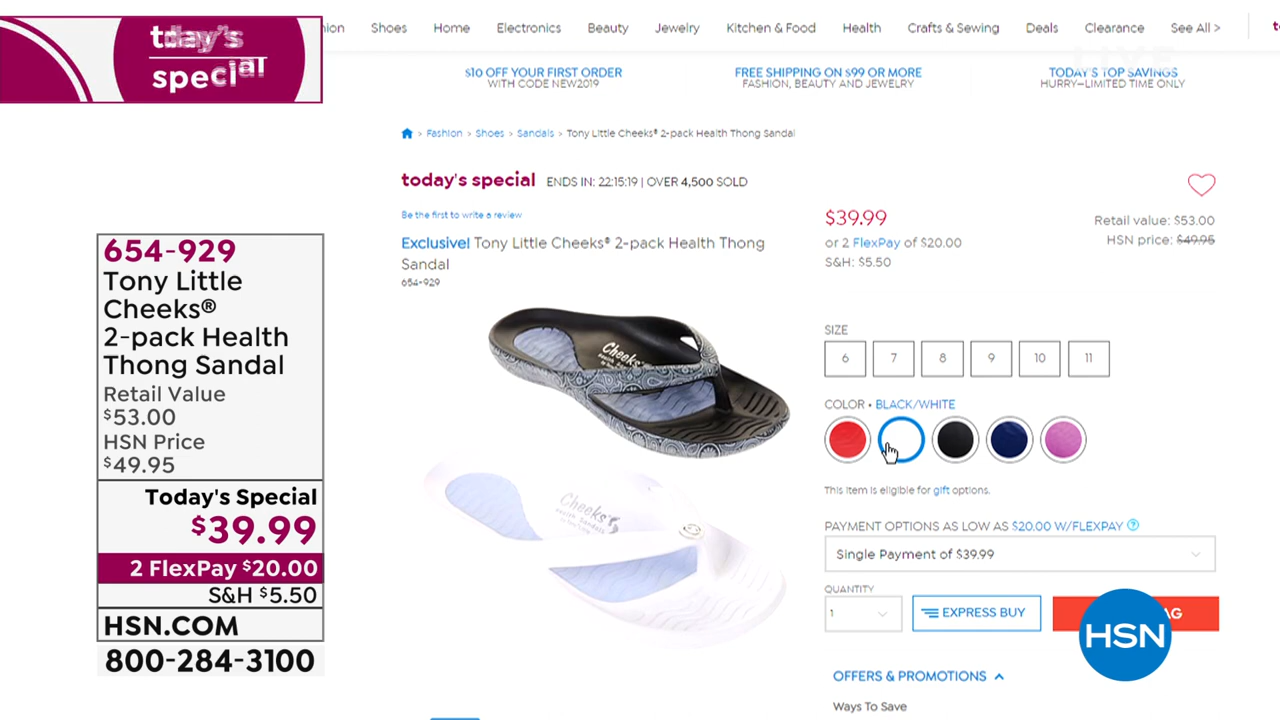 today's
special
Shoes Home Electronics Beauty Jewelry Kitchen & Food Health Crafts & Sewing Deals Clearance See All >
LIVE
$10 OFF YOUR FIRST ORDER
WITH CODE NEW2019
FREE SHIPPING ON $99 OR MORE
FASHION, BEAUTY AND JEWELRY
TODAY'S TOP SAVINGS
HURRY—LIMITED TIME ONLY
> Fashion > Shoes > Sandals > Tony Little Cheeks® 2-pack Health Thong Sandal
today's special ENDS IN: 22:15:19 | OVER 4,500 SOLD
Be the first to write a review
Exclusive! Tony Little Cheeks® 2-pack Health Thong
Sandal
654-929
$39.99
or 2 FlexPay of $20.00
S&H: $5.50
Retail value: $53.00
HSN price: $49.95
SIZE
6 7 8 9 10 11
COLOR • BLACK/WHITE
This item is eligible for gift options.
PAYMENT OPTIONS AS LOW AS $20.00 W/FLEXPAY ?
Single Payment of $39.99
QUANTITY
1
EXPRESS BUY
HSN
OFFERS & PROMOTIONS
Ways To Save
Cheeks
Cheeks
Health Sandals
654-929
Tony Little
Cheeks®
2-pack Health
Thong Sandal
Retail Value
$53.00
HSN Price
$49.95
Today's Special
$39.99
2 FlexPay $20.00
S&H $5.50
HSN.COM
800-284-3100